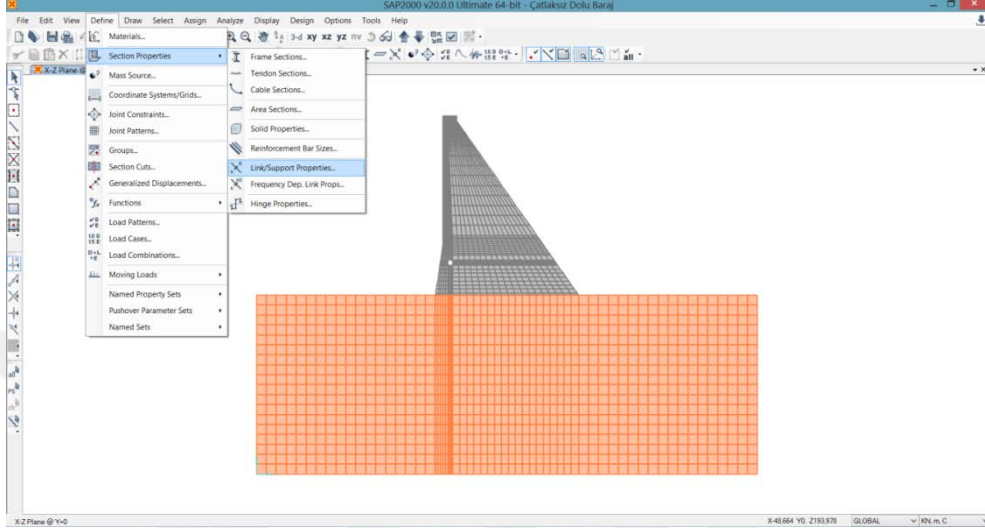 SAP2000 v20.0.0 Ultimate 64-bit - Çatlaksız Dolu Baraj
File Edit View Define Draw Select Assign Analyze Display Design Options Tools Help
3-d xy xz yz nv
all
X-Z Plane @
Materials...
Section Properties
Mass Source...
Coordinate Systems/Grids...
Joint Constraints...
Joint Patterns...
Groups...
Section Cuts...
Generalized Displacements...
Functions
Load Patterns...
Load Cases...
Load Combinations...
Moving Loads
Named Property Sets
Pushover Parameter Sets
Named Sets
Frame Sections...
Tendon Sections...
Cable Sections...
Area Sections...
Solid Properties...
Reinforcement Bar Sizes...
Link/Support Properties...
Frequency Dep. Link Props...
Hinge Properties...
X-Z Plane @ Y=0
X-48,664 Y0, Z193,978 GLOBAL KN, m, C